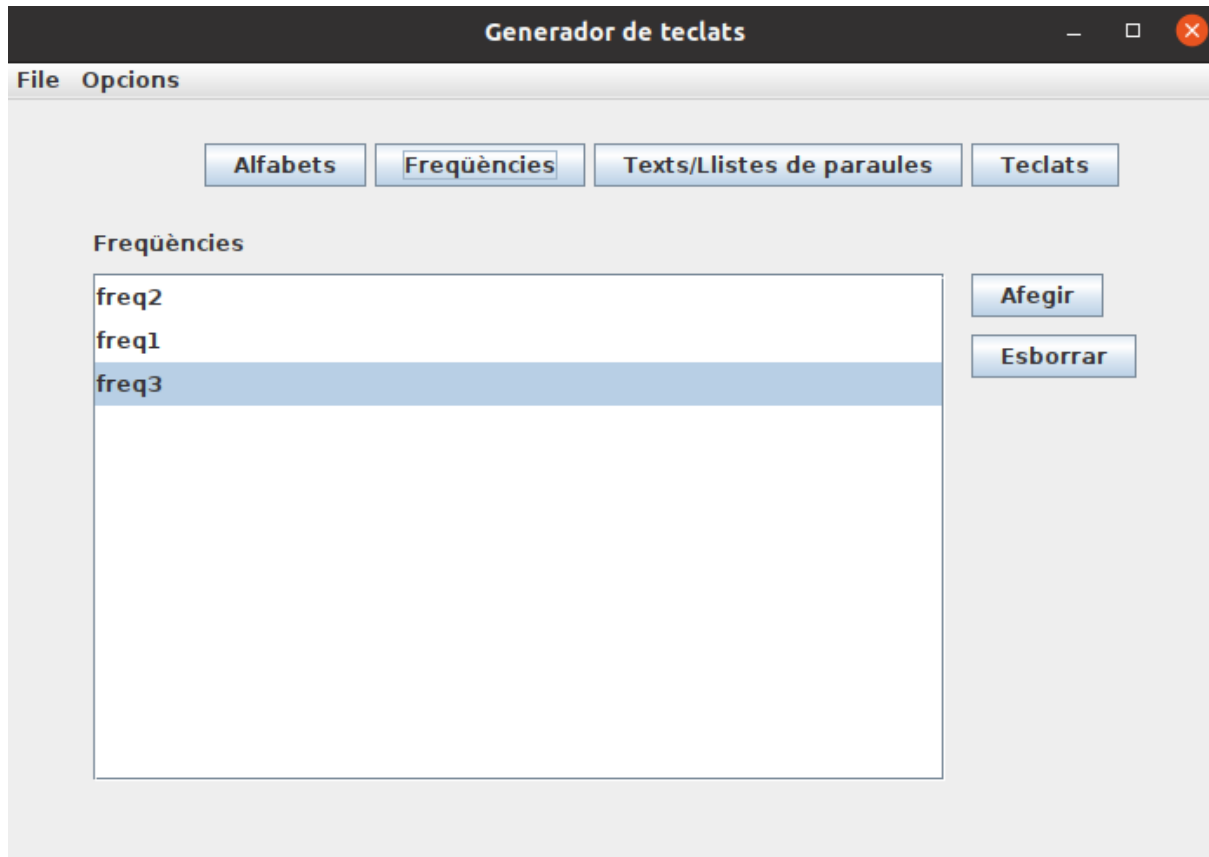 Generador de teclats
File Opcions
Alfabets Freqüències Texts/Llistes de paraules Teclats
Freqüències
freq2
freq1
freq3
Afegir
Esborrar